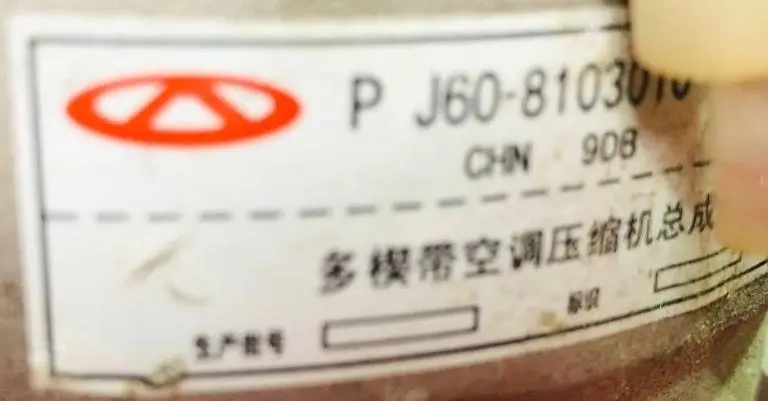 P J60-8103010
CHN 908
多楔带空调压缩机总成
生产批号 标识